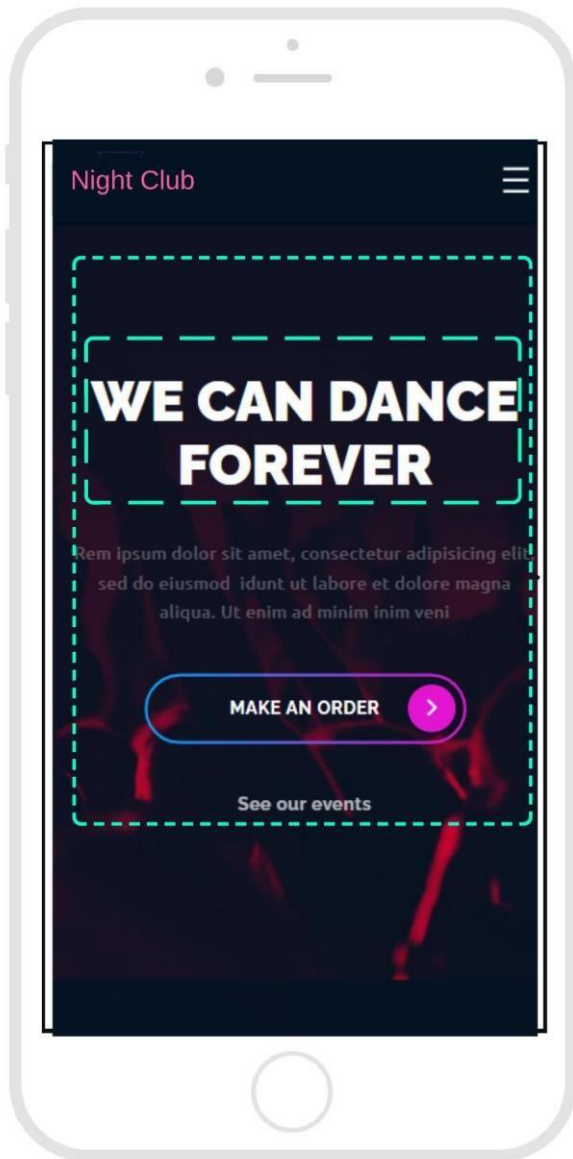 Night Club
WE CAN DANCE
FOREVER
Rem ipsum dolor sit amet, consectetur adipisicing elit,
sed do eiusmod idunt ut labore et dolore magna
aliqua. Ut enim ad minim inim veni
MAKE AN ORDER
See our events